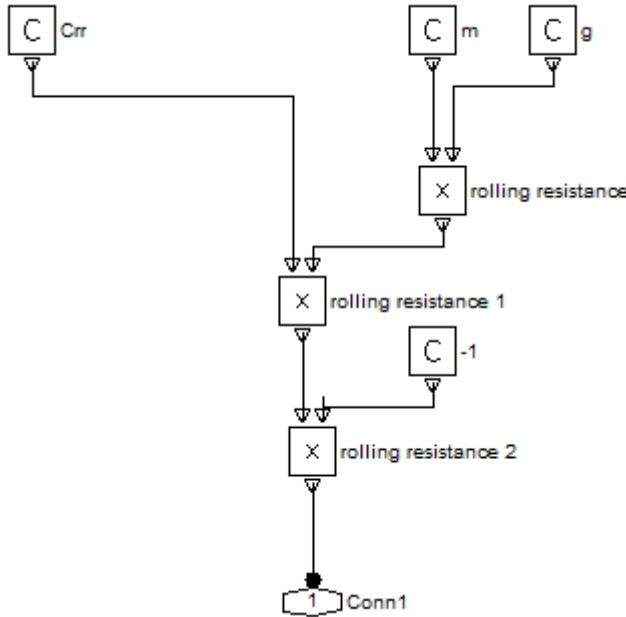 C Crr
C m
C g
X rolling resistance
X rolling resistance 1
C -1
X rolling resistance 2
1 Conn1